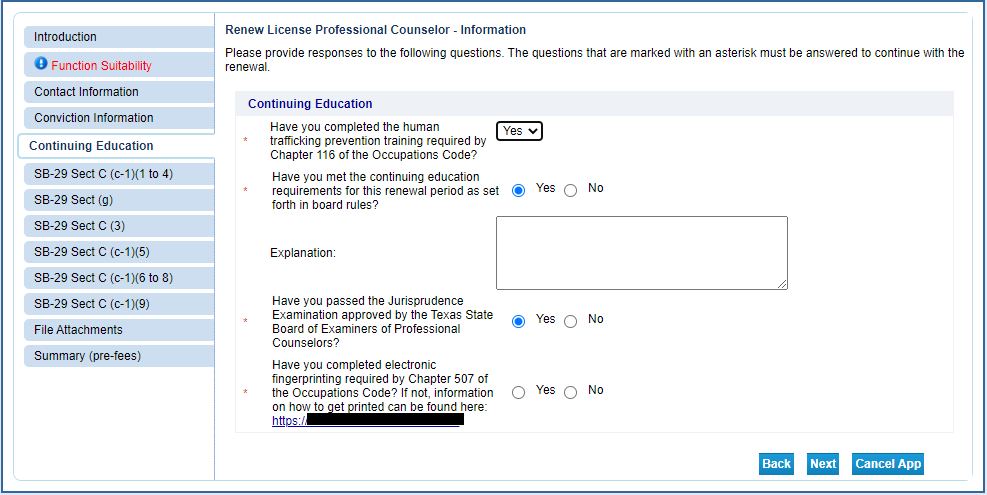 Introduction
Function Suitability
Contact Information
Conviction Information
Continuing Education
SB-29 Sect C (c-1)(1 to 4)
SB-29 Sect (g)
SB-29 Sect C (3)
SB-29 Sect C (c-1)(5)
SB-29 Sect C (c-1)(6 to 8)
SB-29 Sect C (c-1)(9)
File Attachments
Summary (pre-fees)
Renew License Professional Counselor - Information
Please provide responses to the following questions. The questions that are marked with an asterisk must be answered to continue with the
renewal.
Continuing Education
Have you completed the human
* trafficking prevention training required by
Chapter 116 of the Occupations Code?
Yes
Have you met the continuing education
* requirements for this renewal period as set
forth in board rules?
Yes No
Explanation:
Have you passed the Jurisprudence
Examination approved by the Texas State
* Board of Examiners of Professional
Counselors?
Yes No
Have you completed electronic
fingerprinting required by Chapter 507 of
* the Occupations Code? If not, information
on how to get printed can be found here:
https:/
Yes No
Back Next Cancel App